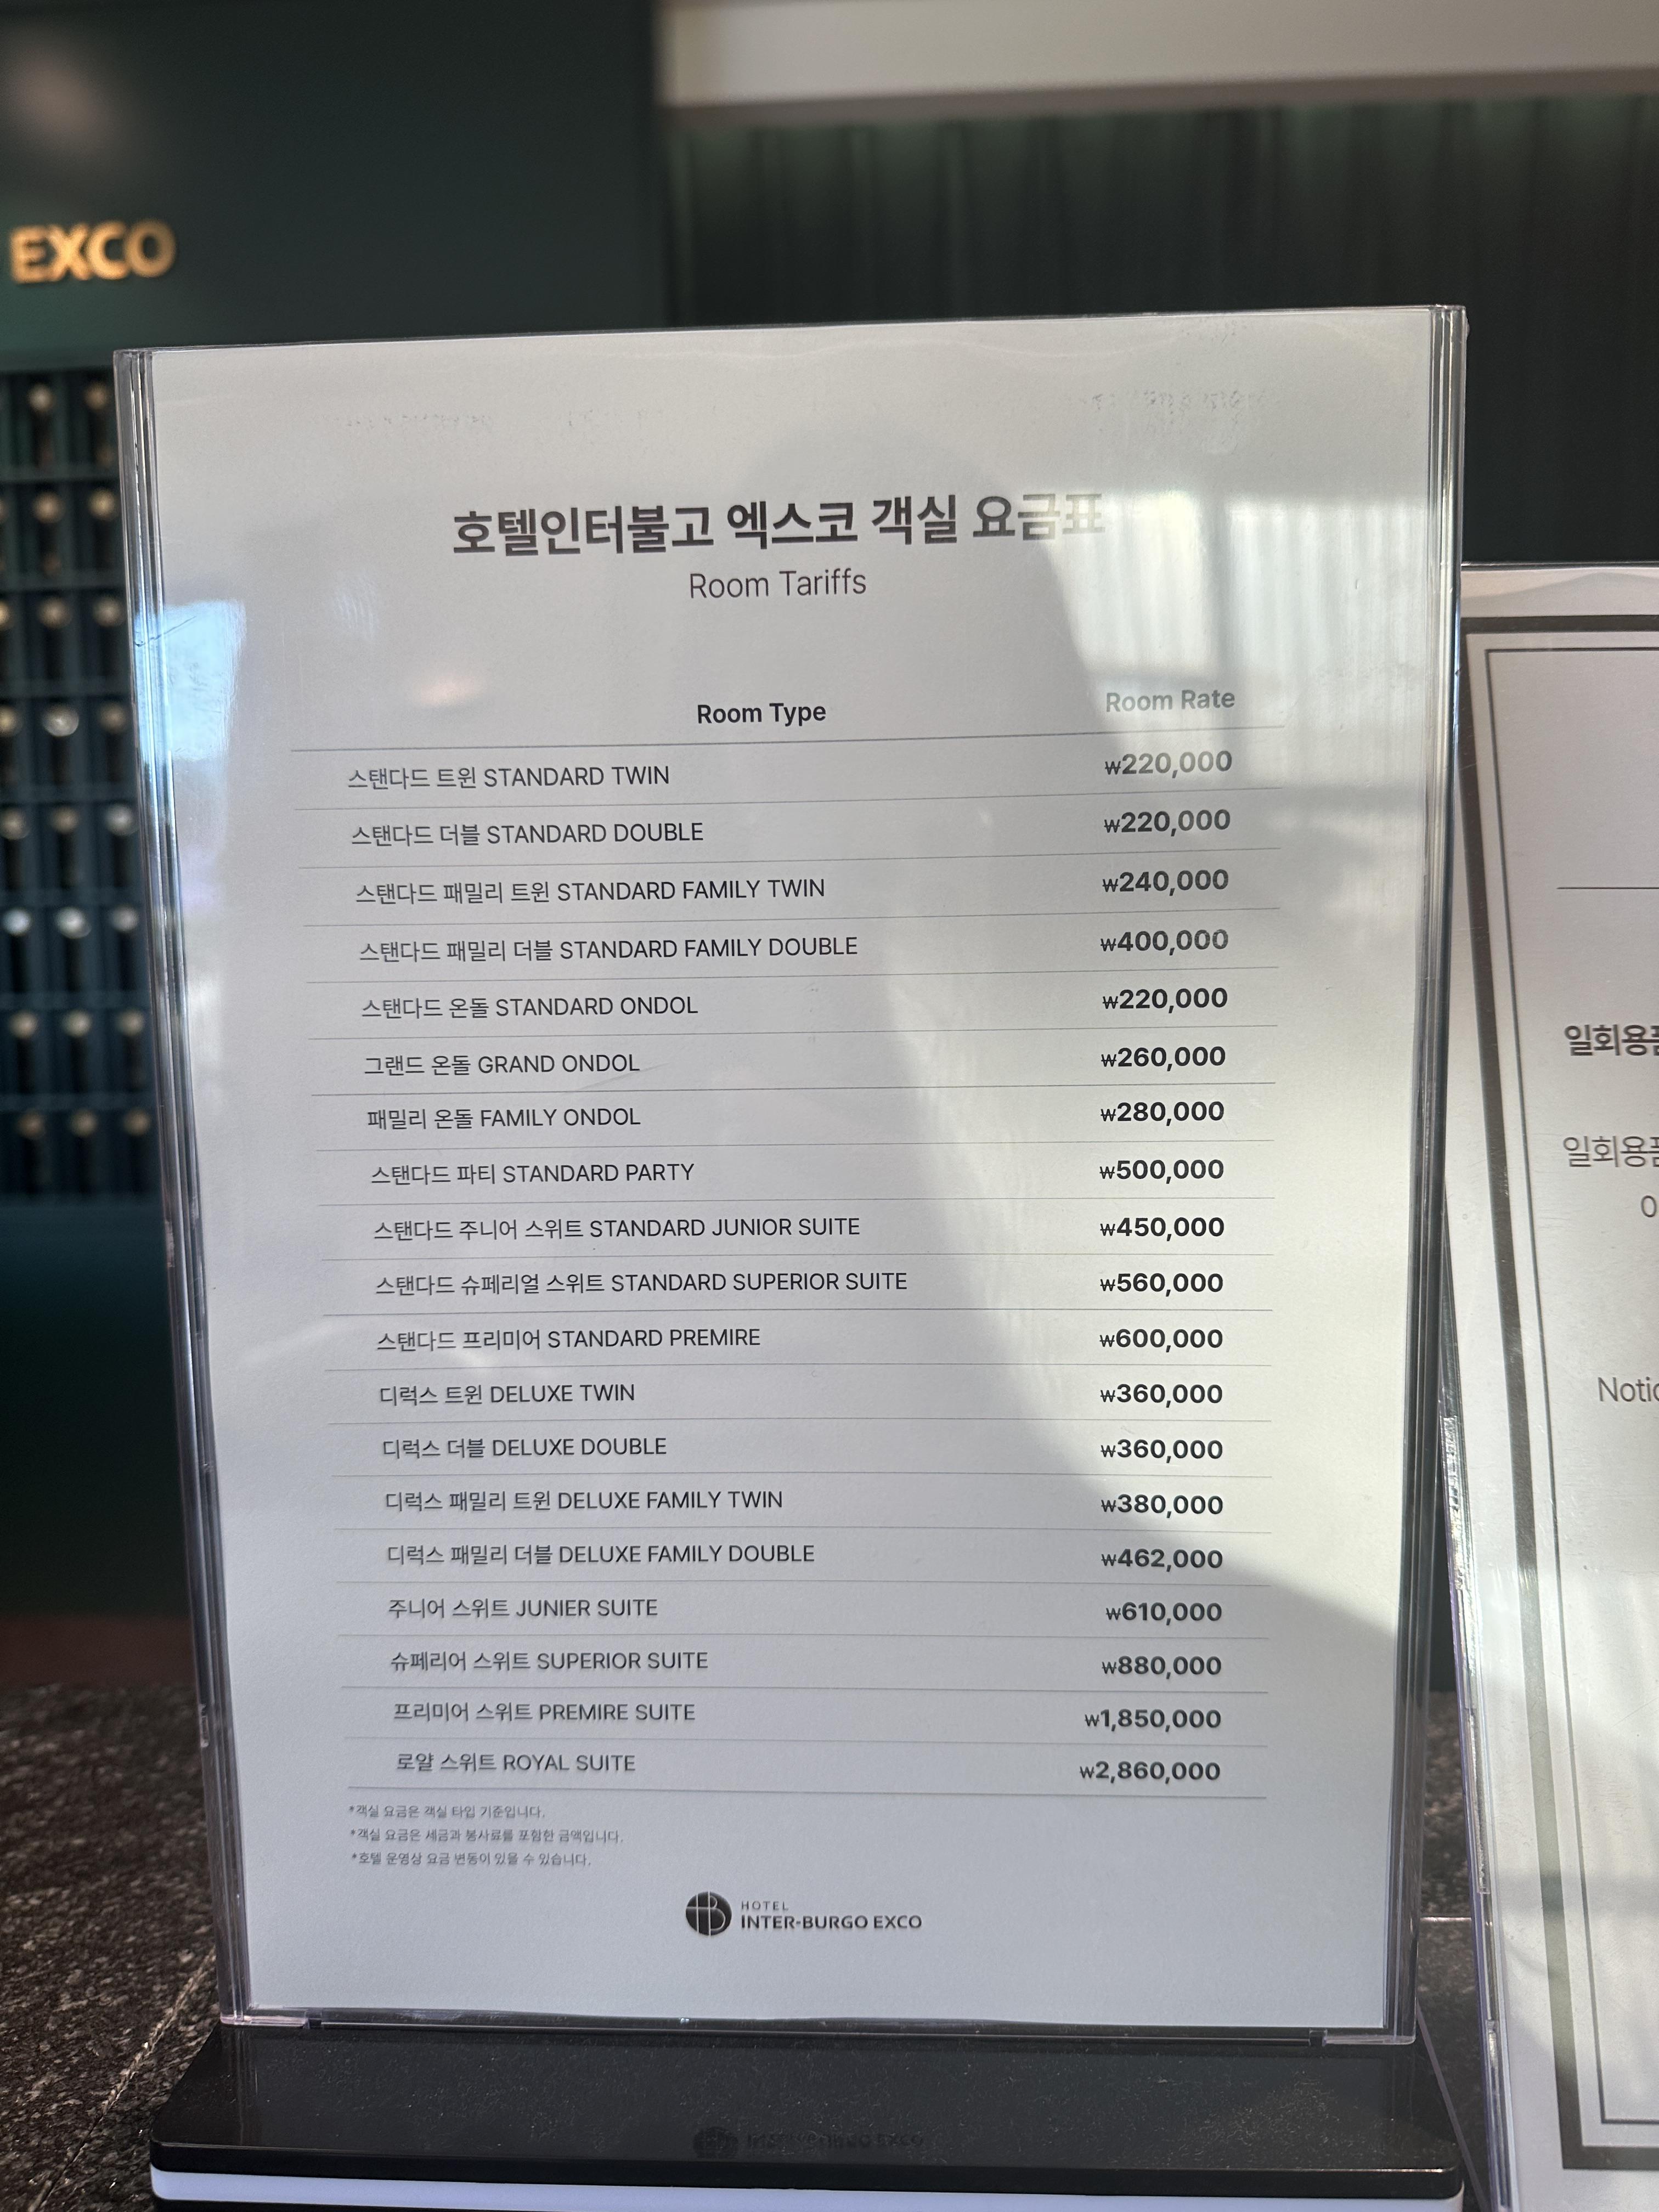 EXCO
호텔인터불고 엑스코 객실 요금표
Room Tariffs
Room Type Room Rate
스탠다드 트윈 STANDARD TWIN ₩220,000
스탠다드 더블 STANDARD DOUBLE ₩220,000
스탠다드 패밀리 트윈 STANDARD FAMILY TWIN ₩240,000
스탠다드 패밀리 더블 STANDARD FAMILY DOUBLE ₩400,000
스탠다드 온돌 STANDARD ONDOL ₩220,000
그랜드 온돌 GRAND ONDOL ₩260,000
패밀리 온돌 FAMILY ONDOL ₩280,000
스탠다드 파티 STANDARD PARTY ₩500,000
스탠다드 주니어 스위트 STANDARD JUNIOR SUITE ₩450,000
스탠다드 슈페리얼 스위트 STANDARD SUPERIOR SUITE ₩560,000
스탠다드 프리미어 STANDARD PREMIRE ₩600,000
디럭스 트윈 DELUXE TWIN ₩360,000
디럭스 더블 DELUXE DOUBLE ₩360,000
디럭스 패밀리 트윈 DELUXE FAMILY TWIN ₩380,000
디럭스 패밀리 더블 DELUXE FAMILY DOUBLE ₩462,000
주니어 스위트 JUNIER SUITE ₩610,000
슈페리어 스위트 SUPERIOR SUITE ₩880,000
프리미어 스위트 PREMIRE SUITE ₩1,850,000
로얄 스위트 ROYAL SUITE ₩2,860,000
*객실 요금은 객실 타입 기준입니다.
*객실 요금은 세금과 봉사료를 포함한 금액입니다.
*호텔 운영상 요금 변동이 있을 수 있습니다.
HOTEL
INTER-BURGO EXCO
일회용
일회용